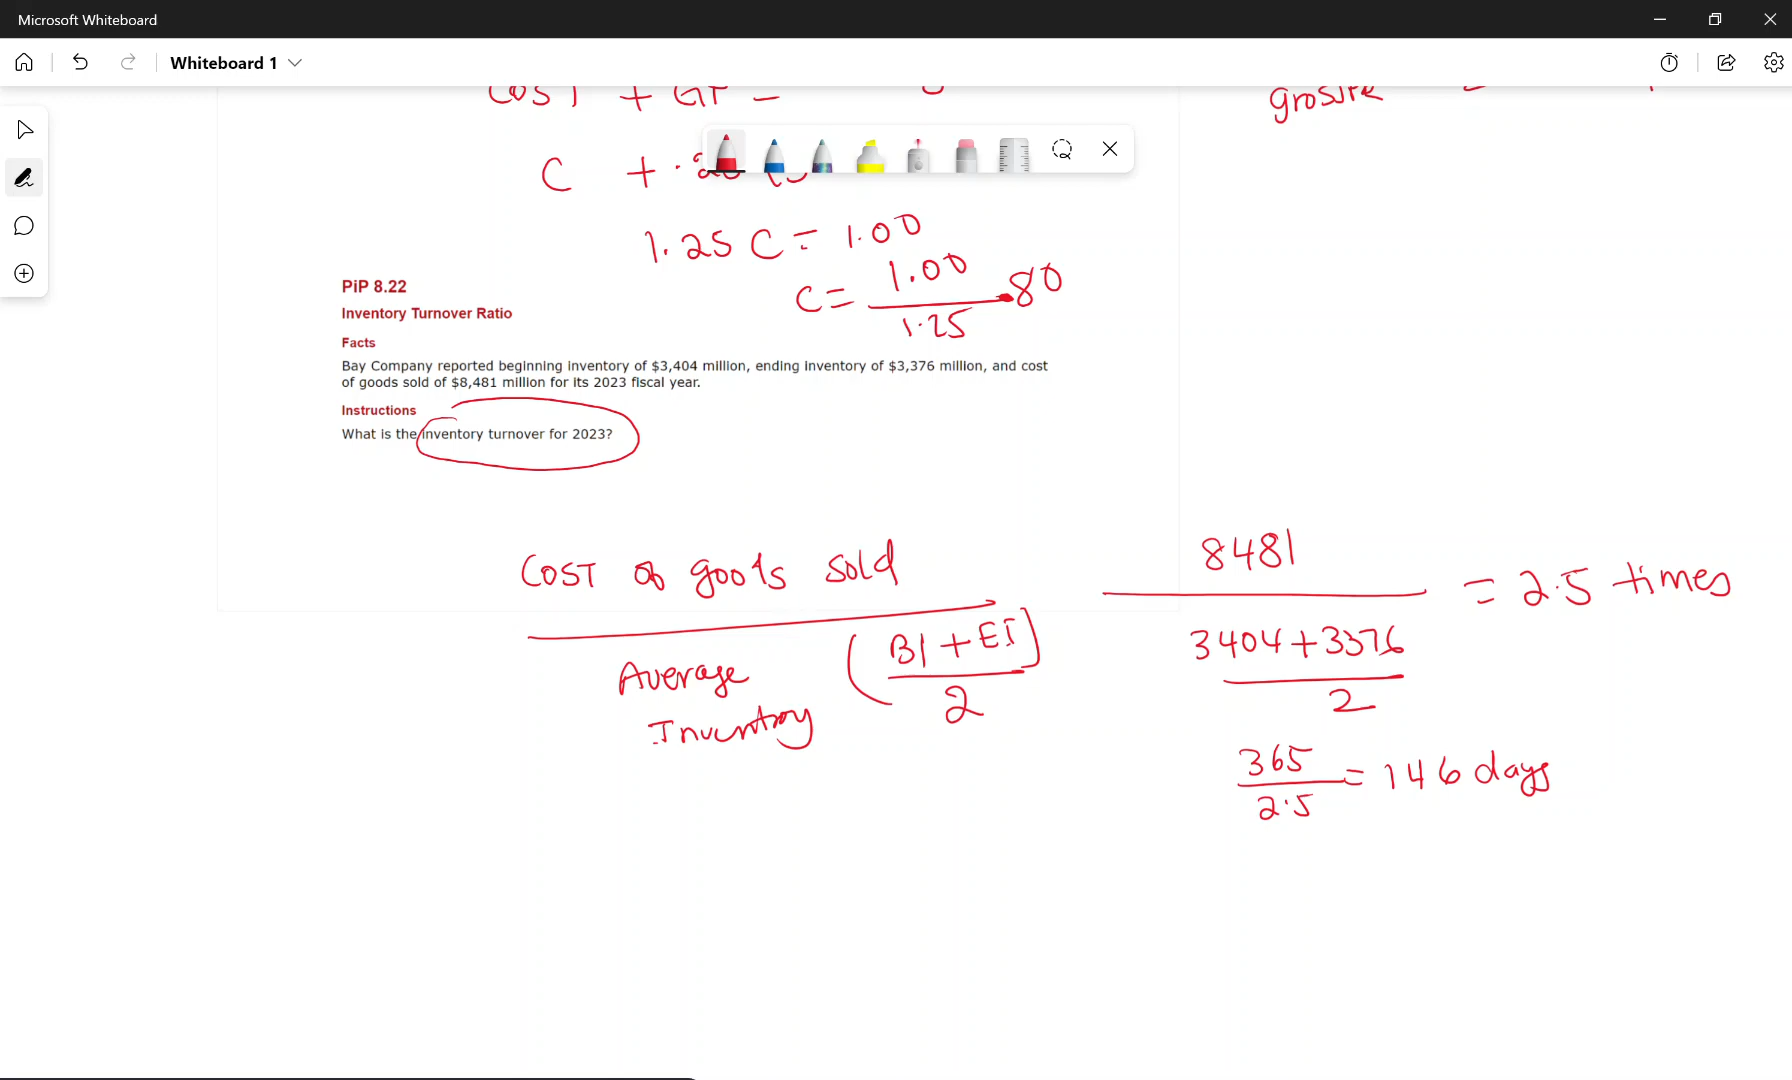 Microsoft Whiteboard
Whiteboard 1
C +
1.25 C = 1.00
C = 1.00 / 1.25 .80
PiP 8.22
Inventory Turnover Ratio
Facts
Bay Company reported beginning inventory of $3,404 million, ending inventory of $3,376 million, and cost
of goods sold of $8,481 million for its 2023 fiscal year.
Instructions
What is the inventory turnover for 2023?
Cost of goods sold
Average
Inventory
(BI + EI)
2
8481
3404 + 3376
2
= 2.5 times
365
2.5
= 146 days